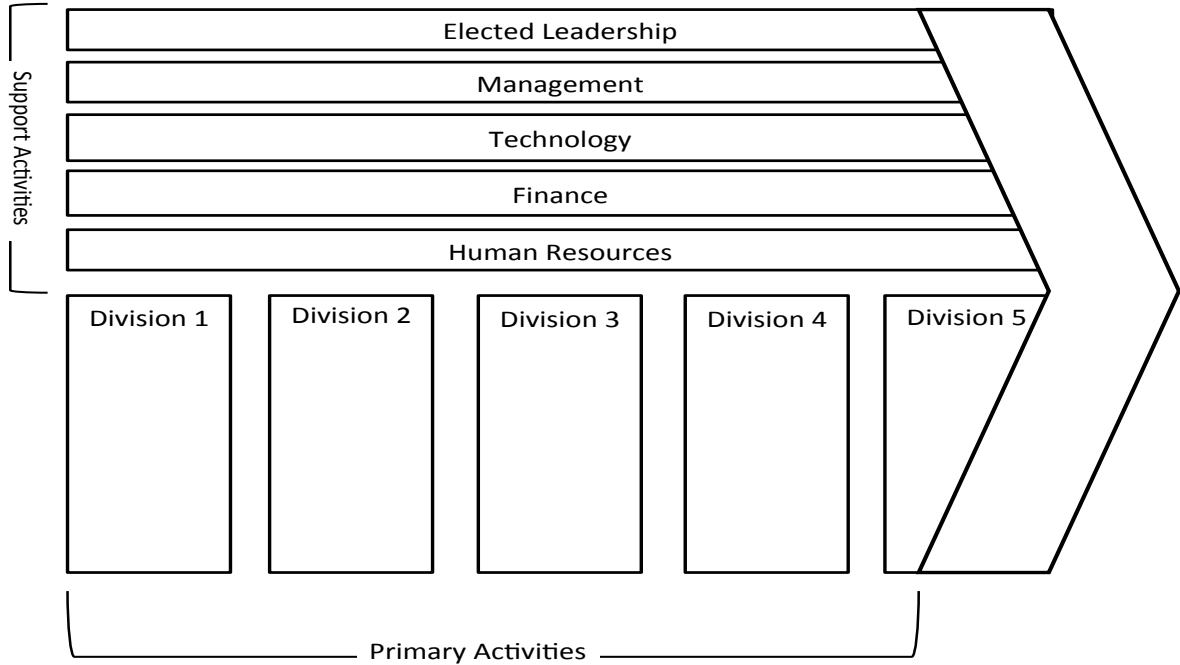 Elected Leadership
Management
Technology
Finance
Human Resources
Support Activities
Division 1
Division 2
Division 3
Division 4
Division 5
Primary Activities